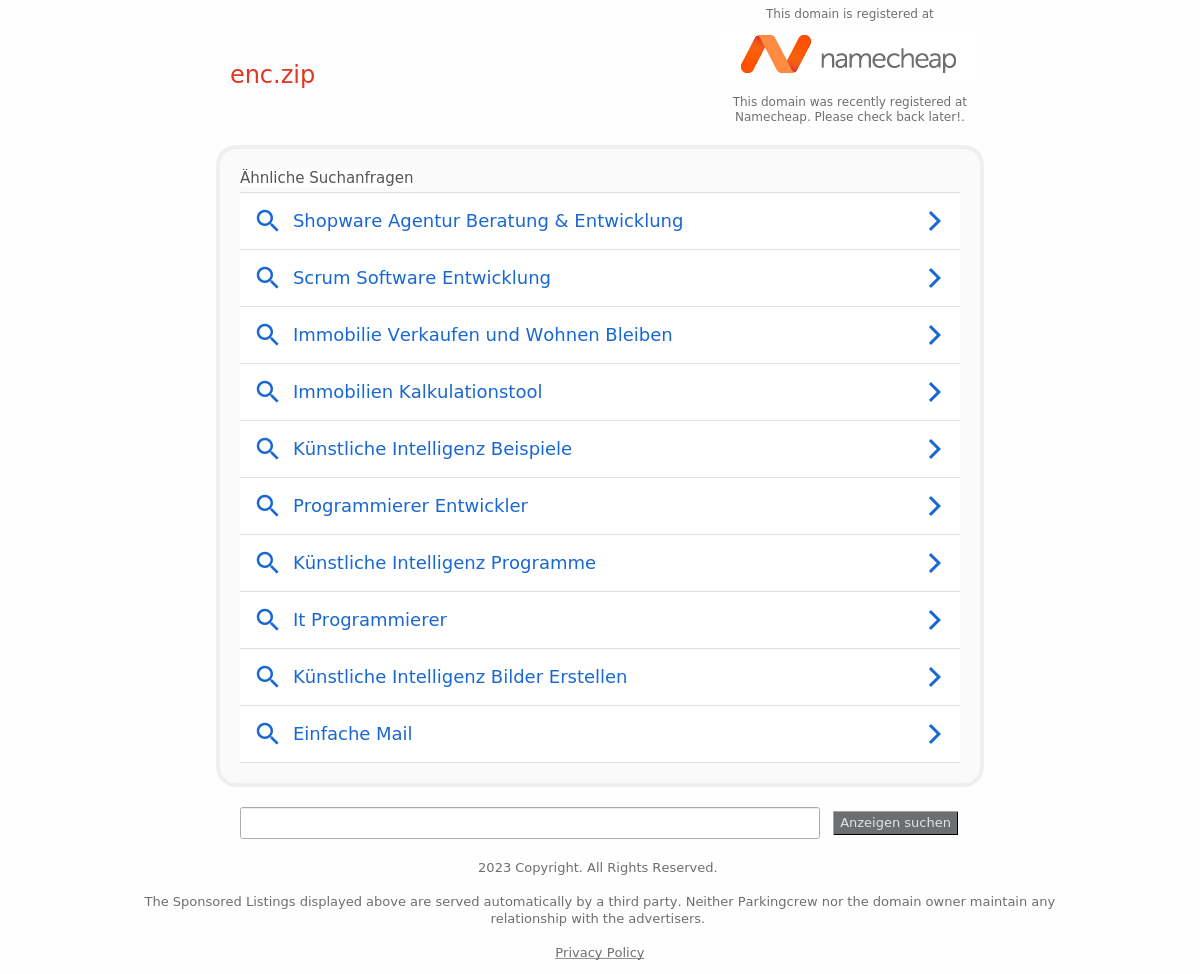 This domain is registered at
namecheap
enc.zip
This domain was recently registered at
Namecheap. Please check back later!.
Ähnliche Suchanfragen
Shopware Agentur Beratung & Entwicklung
Scrum Software Entwicklung
Immobilie Verkaufen und Wohnen Bleiben
Immobilien Kalkulationstool
Künstliche Intelligenz Beispiele
Programmierer Entwickler
Künstliche Intelligenz Programme
It Programmierer
Künstliche Intelligenz Bilder Erstellen
Einfache Mail
Anzeigen suchen
2023 Copyright. All Rights Reserved.
The Sponsored Listings displayed above are served automatically by a third party. Neither Parkingcrew nor the domain owner maintain any
relationship with the advertisers.
Privacy Policy